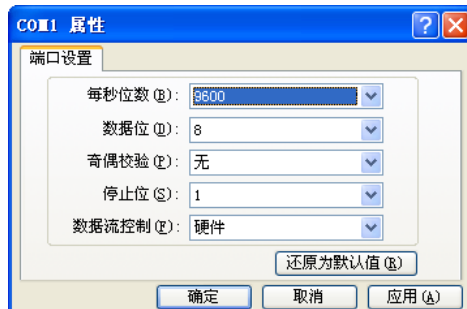 COM1 属性
端口设置
每秒位数(B): 9600
数据位(D): 8
奇偶校验(P): 无
停止位(S): 1
数据流控制(F): 硬件
还原为默认值(R)
确定 取消 应用(A)